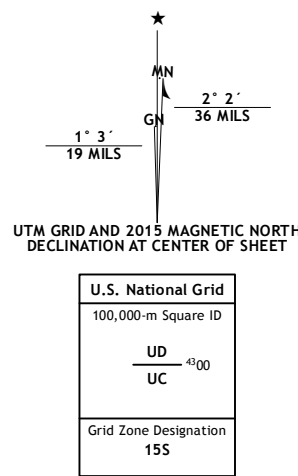 ★
MN
GN
1° 3´
19 MILS
2° 2´
36 MILS
UTM GRID AND 2015 MAGNETIC NORTH
DECLINATION AT CENTER OF SHEET
U.S. National Grid
100,000-m Square ID
UD
UC
4300
Grid Zone Designation
15S